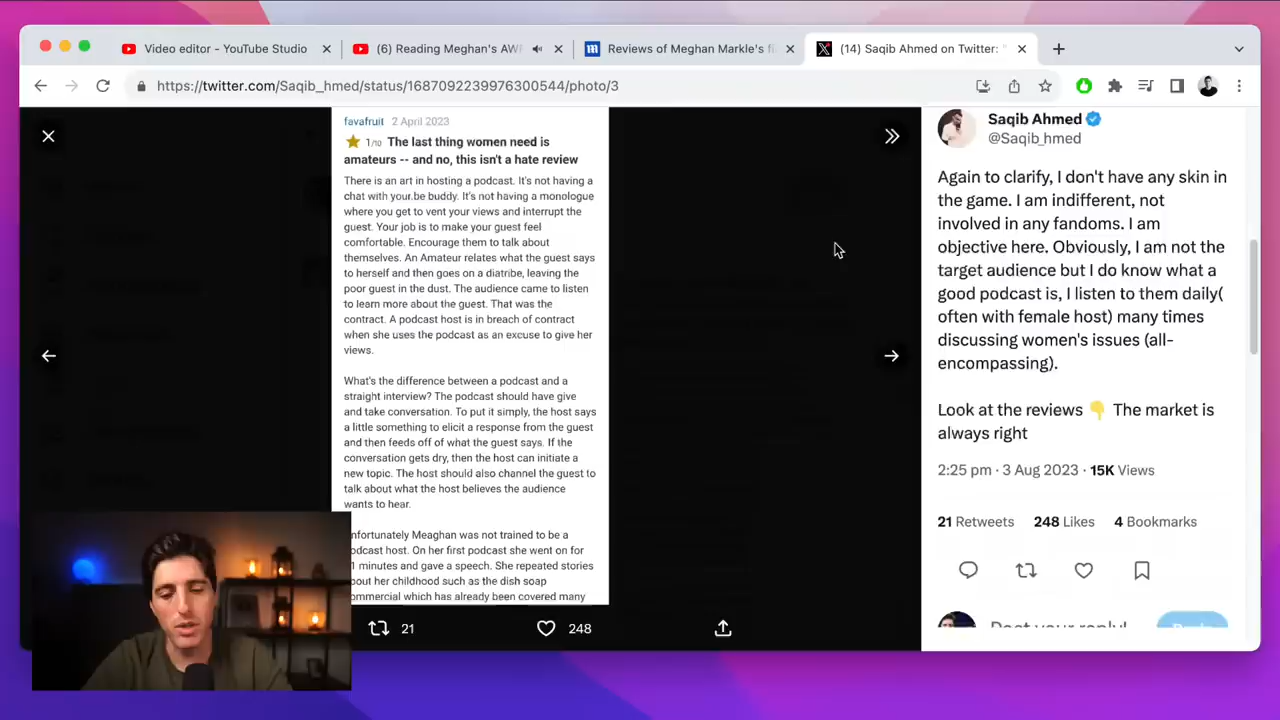 Video editor - YouTube Studio
(6) Reading Meghan's AW
Reviews of Meghan Markle's fi
(14) Saqib Ahmed on Twitter: "
https://twitter.com/Saqib_hmed/status/1687092239976300544/photo/3
favafruit 2 April 2023
1/10 The last thing women need is
amateurs -- and no, this isn't a hate review
There is an art in hosting a podcast. It's not having a
chat with your.be buddy. It's not having a monologue
where you get to vent your views and interrupt the
guest. Your job is to make your guest feel
comfortable. Encourage them to talk about
themselves. An Amateur relates what the guest says
to herself and then goes on a diatribe, leaving the
poor guest in the dust. The audience came to listen
to learn more about the guest. That was the
contract. A podcast host is in breach of contract
when she uses the podcast as an excuse to give her
views.
What's the difference between a podcast and a
straight interview? The podcast should have give
and take conversation. To put it simply, the host says
a little something to elicit a response from the guest
and then feeds off of what the guest says. If the
conversation gets dry, then the host can initiate a
new topic. The host should also channel the guest to
talk about what the host believes the audience
wants to hear.
nfortunately Meaghan was not trained to be a
odcast host. On her first podcast she went on for
1 minutes and gave a speech. She repeated stories
bout her childhood such as the dish soap
ommercial which has already been covered many
21
248
Saqib Ahmed
@Saqib_hmed
Again to clarify, I don't have any skin in
the game. I am indifferent, not
involved in any fandoms. I am
objective here. Obviously, I am not the
target audience but I do know what a
good podcast is, I listen to them daily(
often with female host) many times
discussing women's issues (all-
encompassing).
Look at the reviews 👇 The market is
always right
2:25 pm · 3 Aug 2023 · 15K Views
21 Retweets 248 Likes 4 Bookmarks
Post your reply!